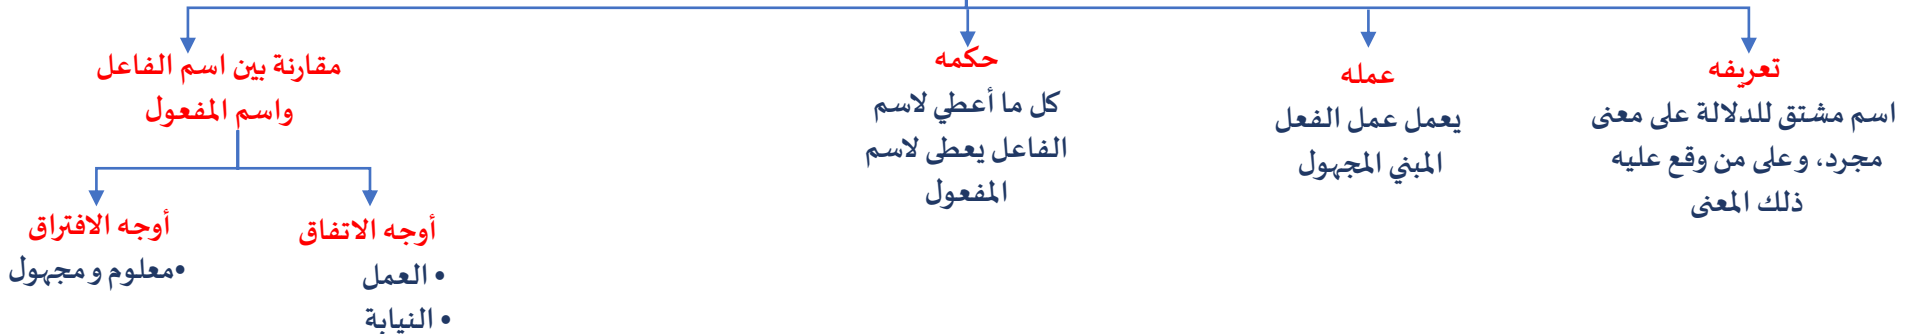 تعريفه
اسم مشتق للدلالة على معنى
مجرد، وعلى من وقع عليه
ذلك المعنى
عمله
يعمل عمل الفعل
المبني المجهول
حكمه
كل ما أعطي لاسم
الفاعل يعطى لاسم
المفعول
مقارنة بين اسم الفاعل
واسم المفعول
أوجه الاتفاق
• العمل
• النيابة
أوجه الافتراق
•معلوم ومجهول